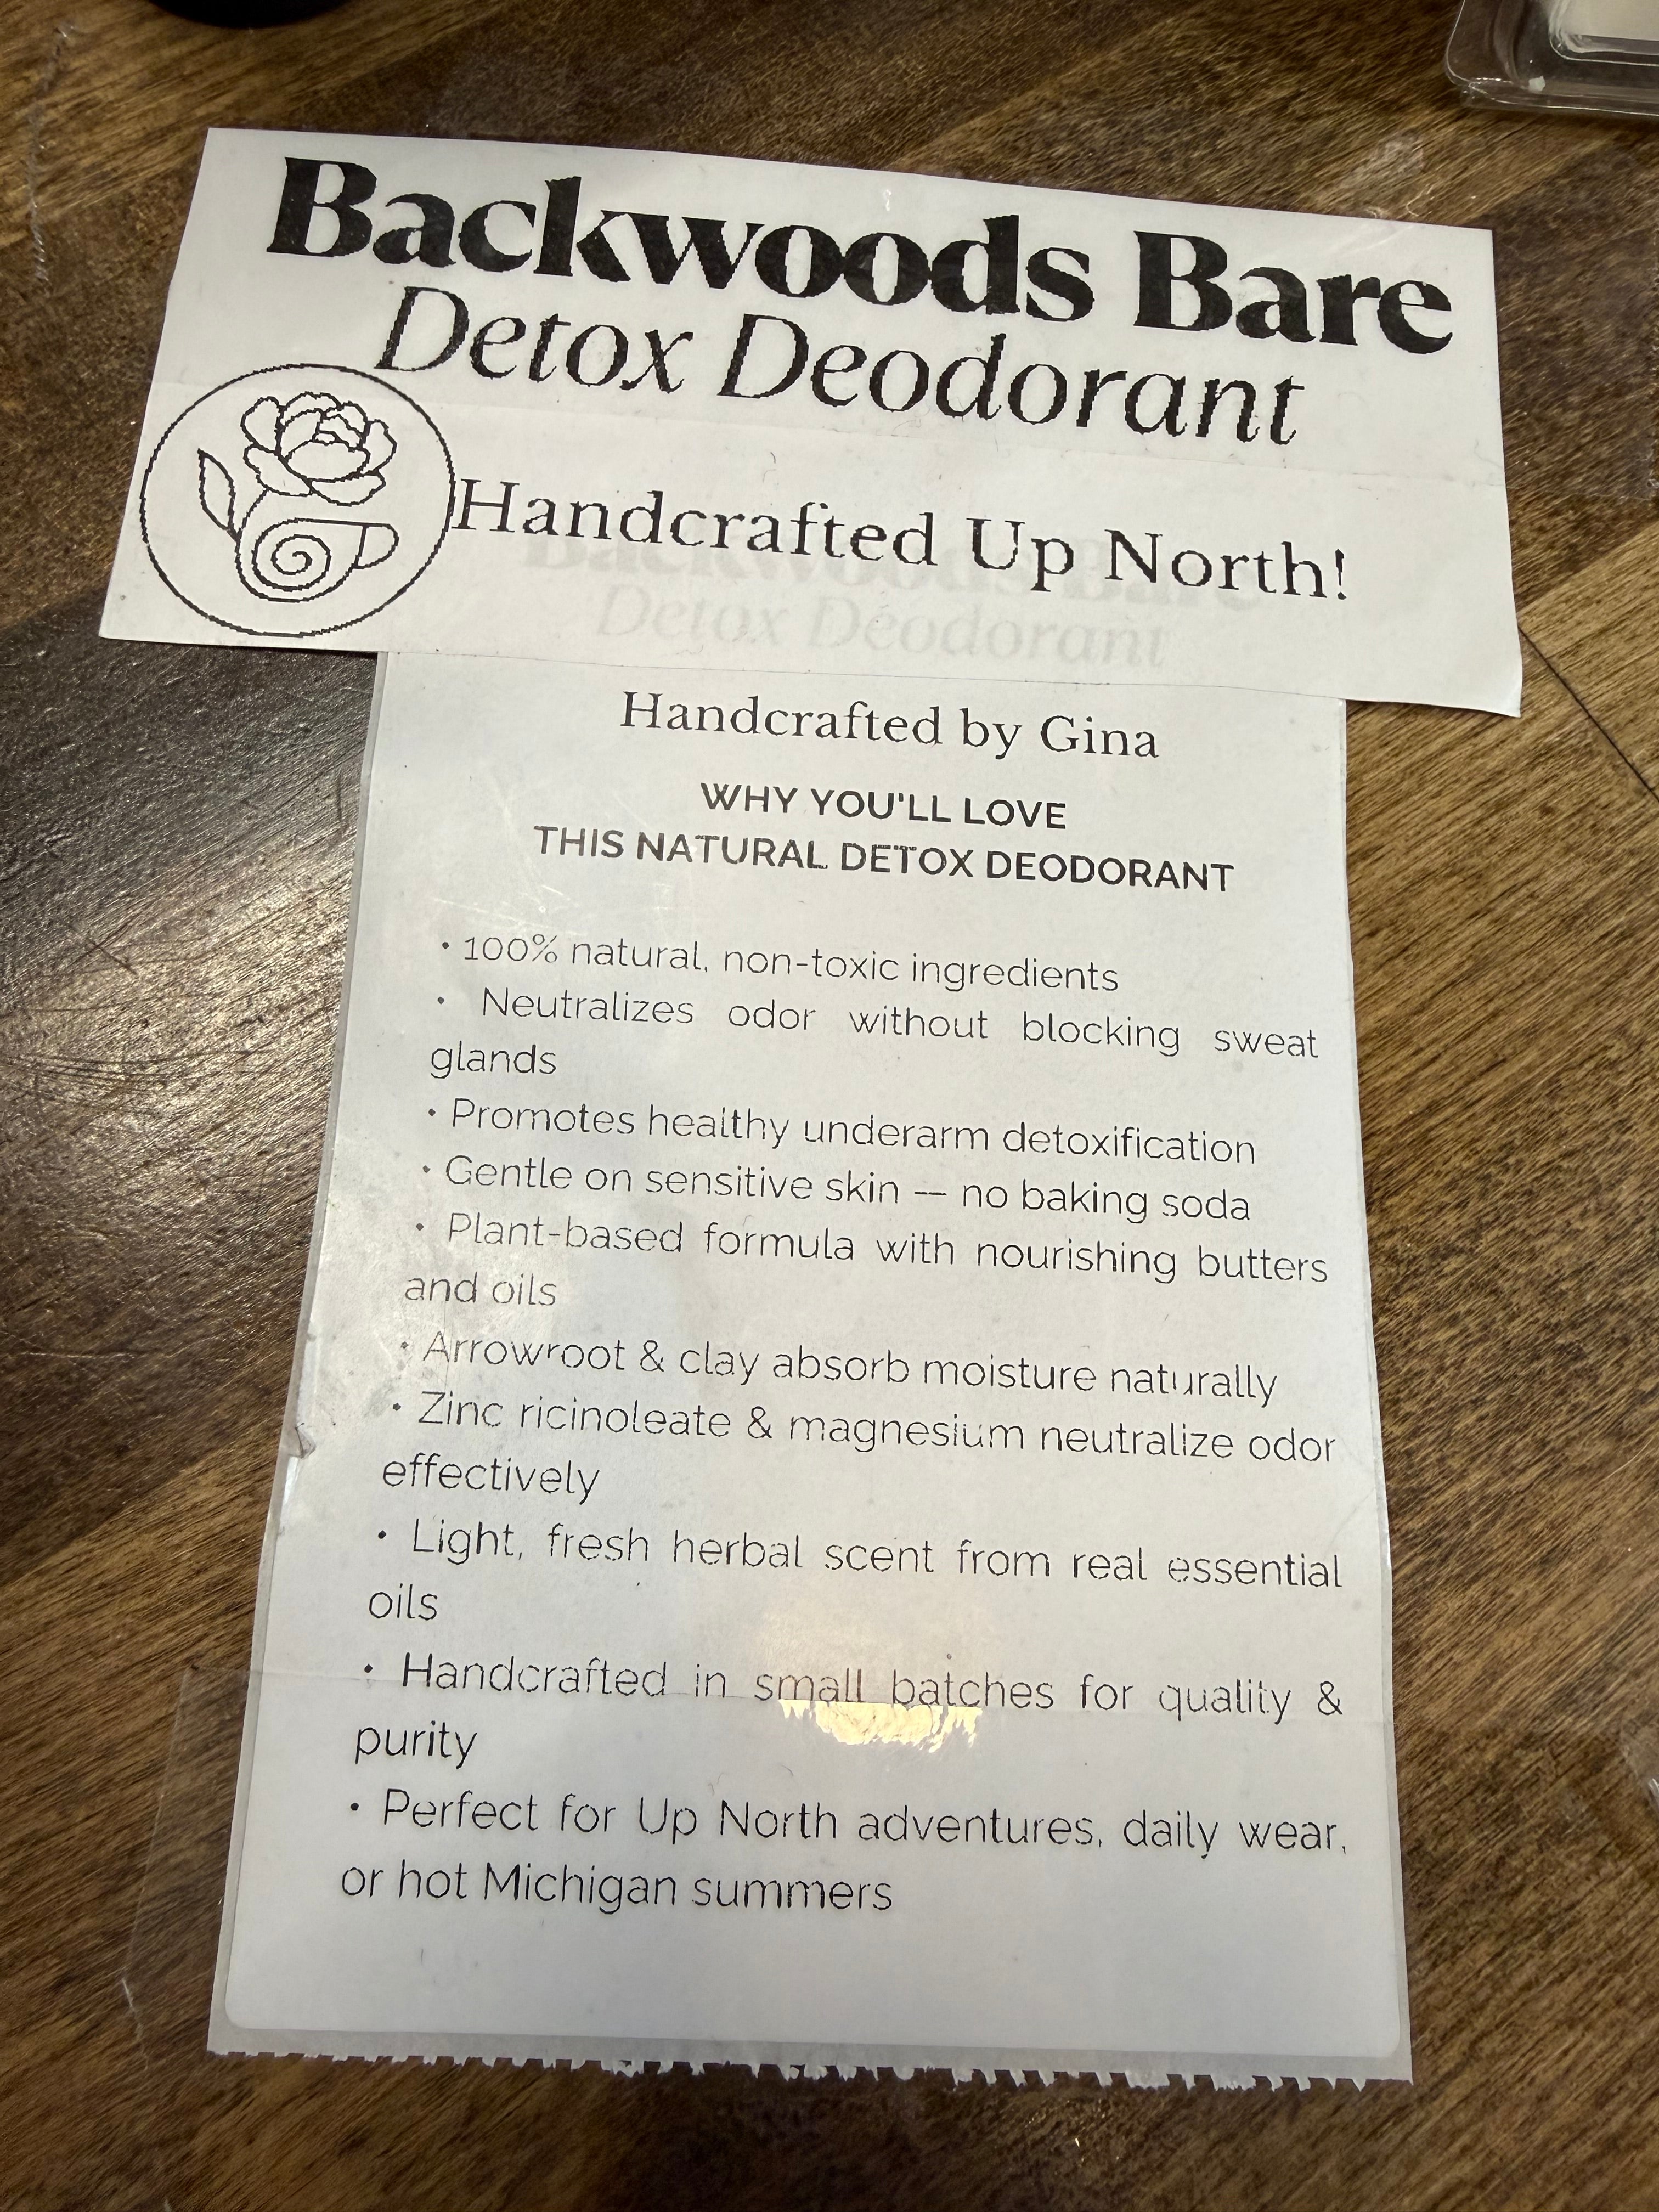 Backwoods Bare
Detox Deodorant
Handcrafted Up North!
Backwoods Bare
Detox Deodorant
Handcrafted by Gina
WHY YOU'LL LOVE
THIS NATURAL DETOX DEODORANT
• 100% natural, non-toxic ingredients
• Neutralizes odor without blocking sweat
glands
• Promotes healthy underarm detoxification
• Gentle on sensitive skin — no baking soda
• Plant-based formula with nourishing butters
and oils
• Arrowroot & clay absorb moisture naturally
• Zinc ricinoleate & magnesium neutralize odor
effectively
• Light, fresh herbal scent from real essential
oils
• Handcrafted in small batches for quality &
purity
• Perfect for Up North adventures, daily wear,
or hot Michigan summers